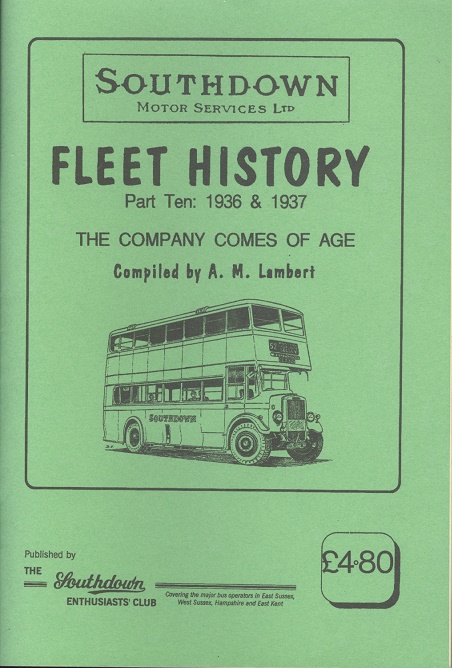 SOUTHDOWN
MOTOR SERVICES LTD
FLEET HISTORY
Part Ten: 1936 & 1937
THE COMPANY COMES OF AGE
Compiled by A. M. Lambert
SOUTHDOWN
Published by
THE
Southdown
ENTHUSIASTS' CLUB
Covering the major bus operators in East Sussex,
West Sussex, Hampshire and East Kent
£4·80